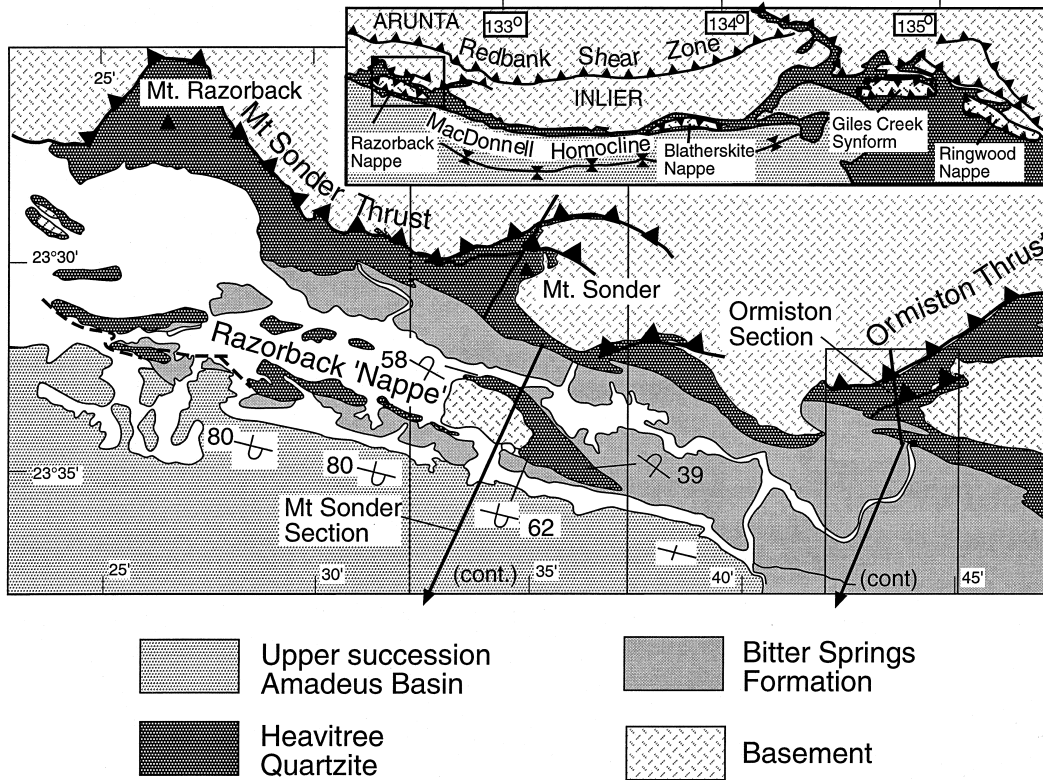 ARUNTA
133°
134°
135°
Redbank Shear Zone
INLIER
MacDonnell Homocline
Razorback
Nappe
Blatherskite
Nappe
Giles Creek
Synform
Ringwood
Nappe
25'
Mt. Razorback
Mt Sonder Thrust
23°30'
Mt. Sonder
Ormiston
Section
Ormiston Thrust
Razorback 'Nappe'
58
80
80
39
23°35'
Mt Sonder
Section
62
25'
30'
(cont.)
35'
40'
(cont)
45'
Upper succession
Amadeus Basin
Bitter Springs
Formation
Heavitree
Quartzite
Basement